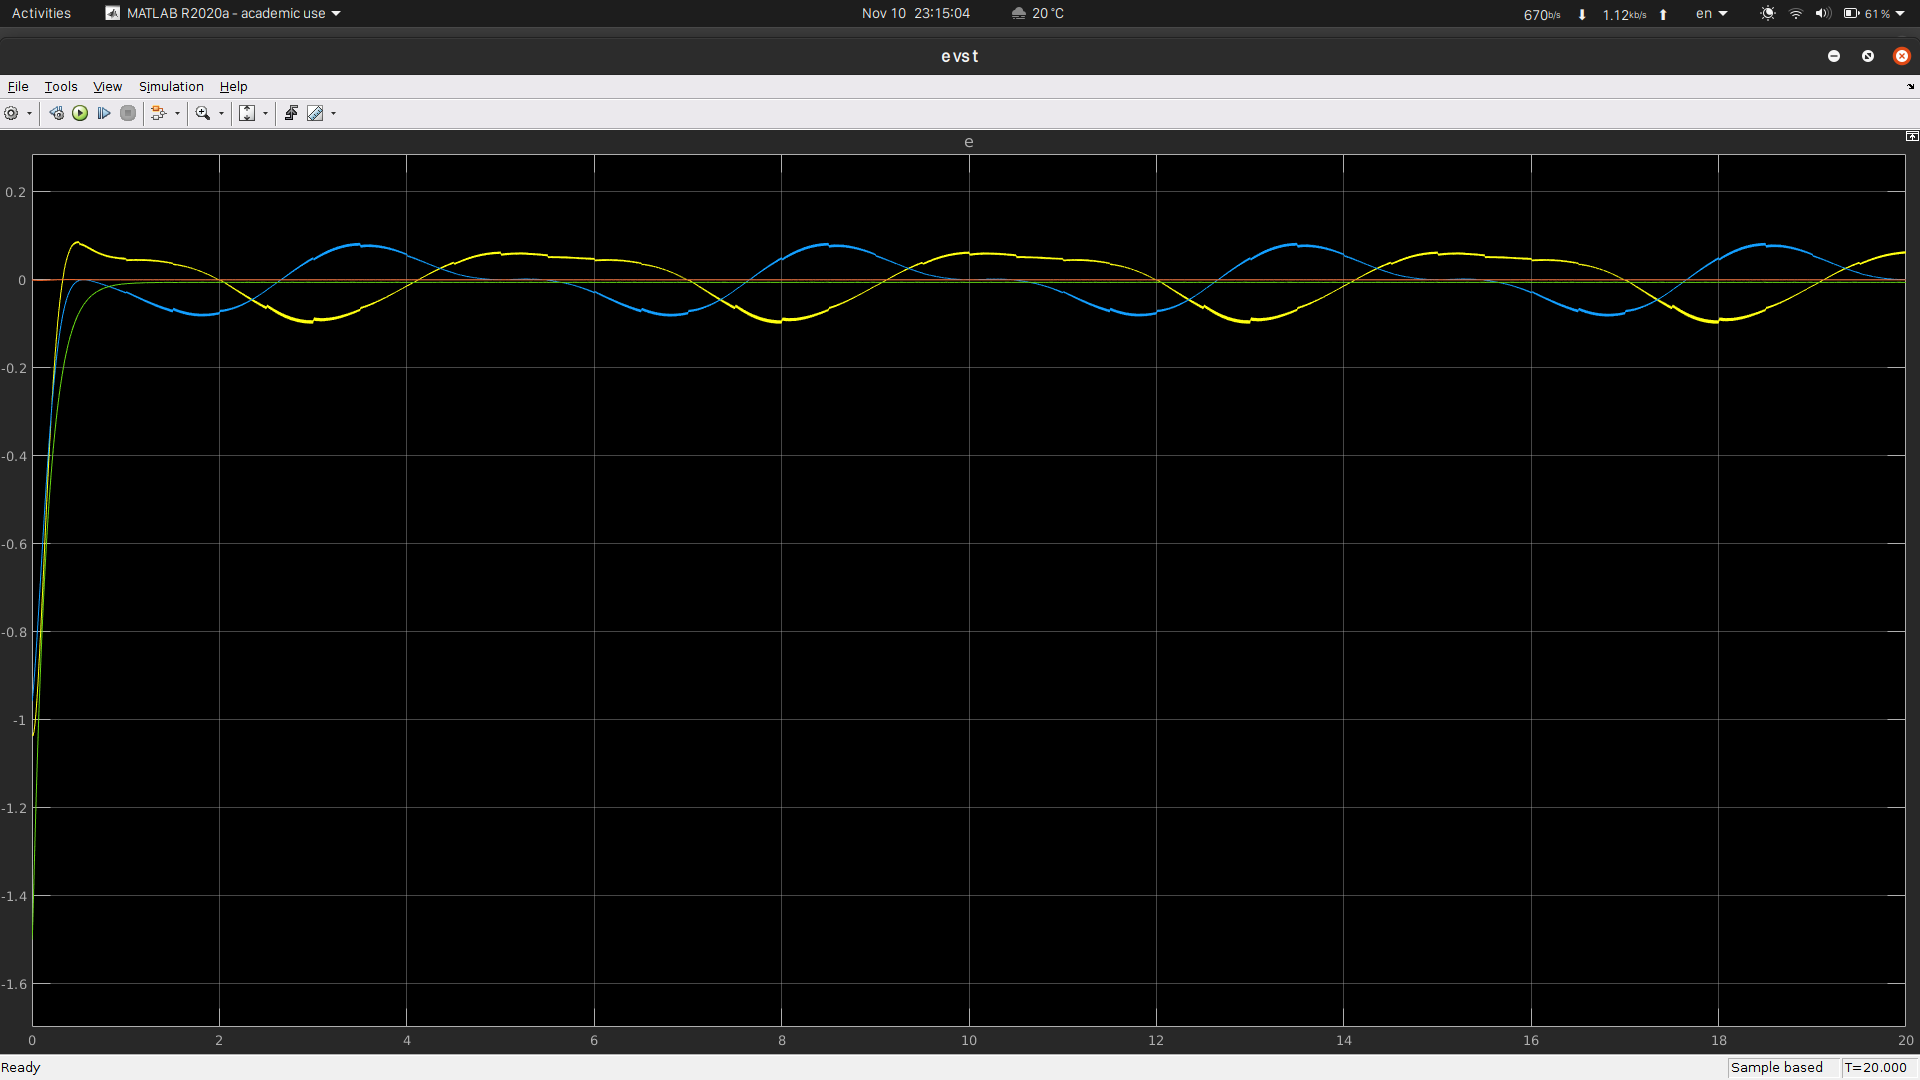 Activities MATLAB R2020a - academic use Nov 10 23:15:04 20 °C 670b/s 1.12kb/s en 61 %
e vs t
File Tools View Simulation Help
e
0.2
0
-0.2
-0.4
-0.6
-0.8
-1
-1.2
-1.4
-1.6
0 2 4 6 8 10 12 14 16 18 20
Ready Sample based T=20.000